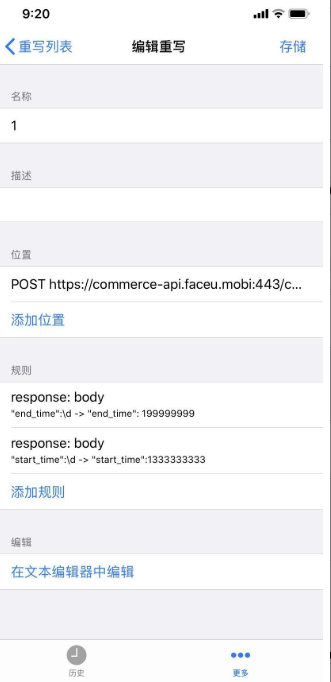 9:20
重写列表
编辑重写
存储
名称
1
描述
位置
POST https://commerce-api.faceu.mobi:443/c...
添加位置
规则
response: body
"end_time":\d -> "end_time": 199999999
response: body
"start_time":\d -> "start_time":1333333333
添加规则
编辑
在文本编辑器中编辑
历史
更多